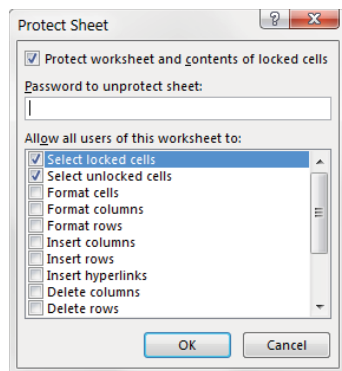 Protect Sheet
Protect worksheet and contents of locked cells
Password to unprotect sheet:
Allow all users of this worksheet to:
Select locked cells
Select unlocked cells
Format cells
Format columns
Format rows
Insert columns
Insert rows
Insert hyperlinks
Delete columns
Delete rows
OK Cancel